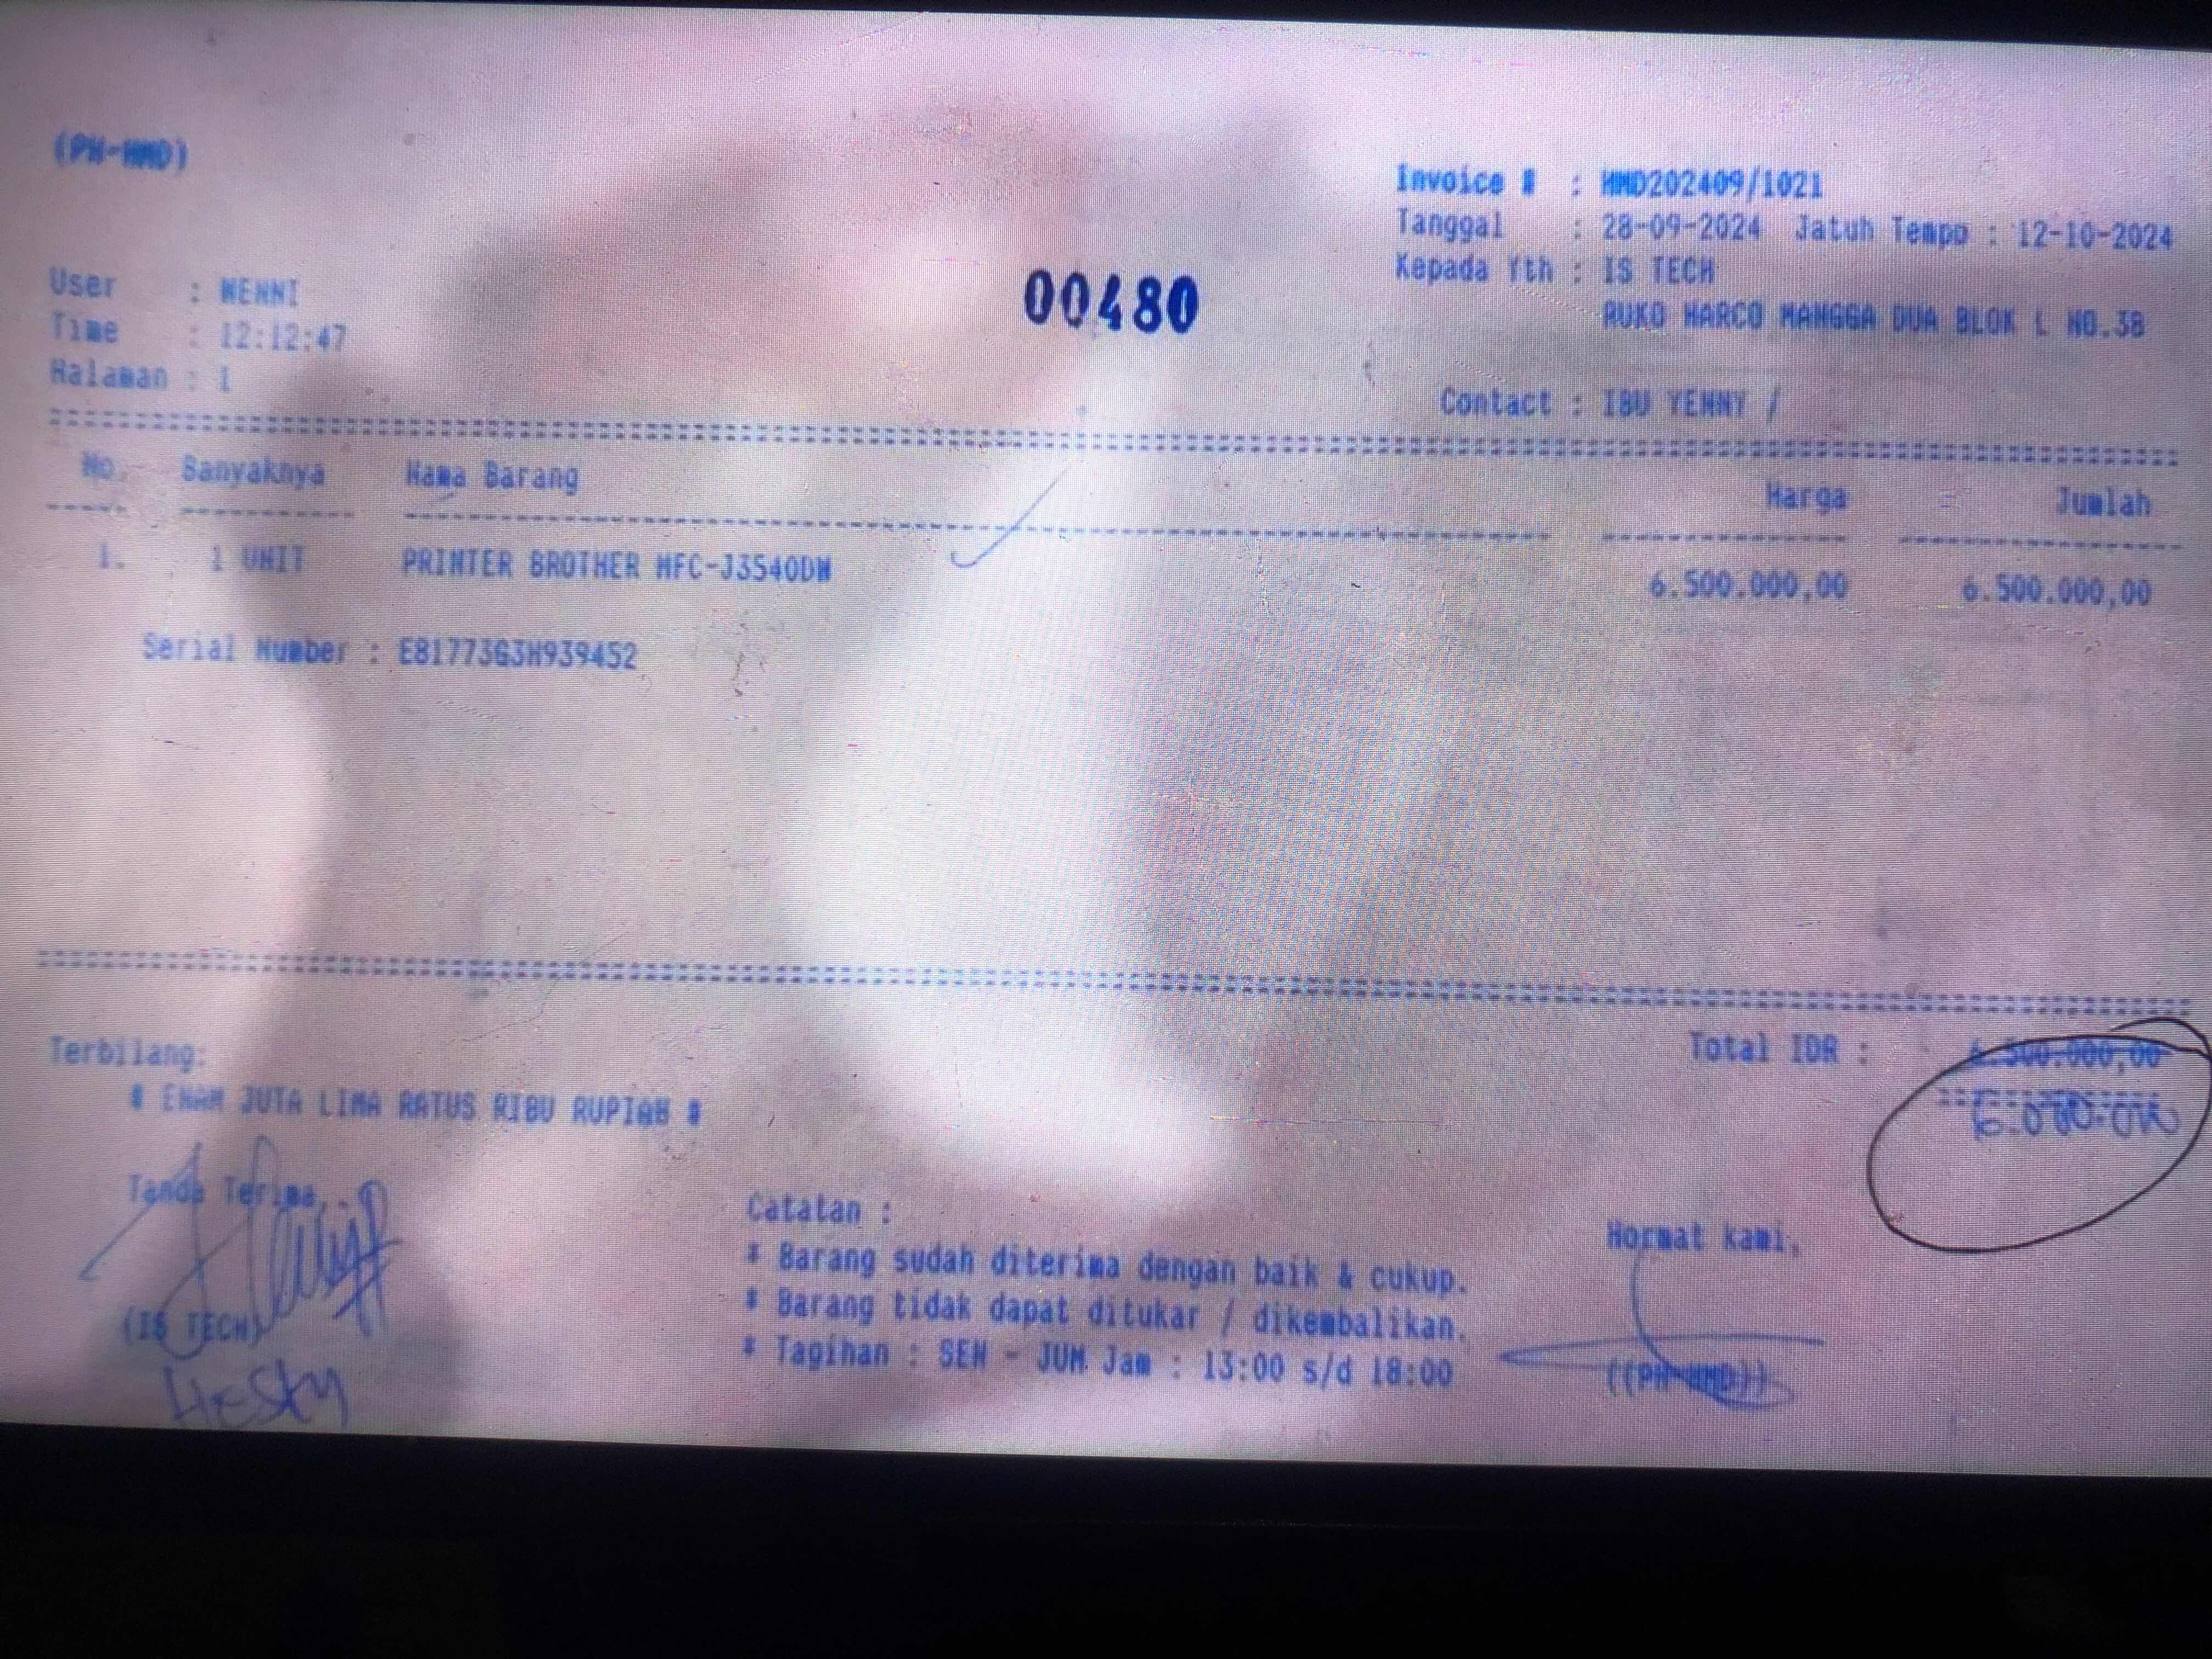 (PH-HMD)
Invoice # : HMD202409/1021
Tanggal : 28-09-2024 Jatuh Tempo : 12-10-2024
Kepada Yth : IS TECH
RUKO HARCO MANGGA DUA BLOK L NO.38
User : WENNI
Time : 12:12:47
Halaman : 1
00480
Contact : IBU YENNY /
No. Banyaknya Nama Barang Harga Jumlah
1. 1 UNIT PRINTER BROTHER MFC-J3540DW 6.500.000,00 6.500.000,00
Serial Number : E81773G3H939452
Total IDR : 6.500.000,00
Terbilang:
# ENAM JUTA LIMA RATUS RIBU RUPIAH #
Tanda Terima,
(IS TECH)
Hesty
Catatan :
* Barang sudah diterima dengan baik & cukup.
* Barang tidak dapat ditukar / dikembalikan.
* Tagihan : SEN - JUM Jam : 13:00 s/d 18:00
Hormat kami,
((PH-HMD))